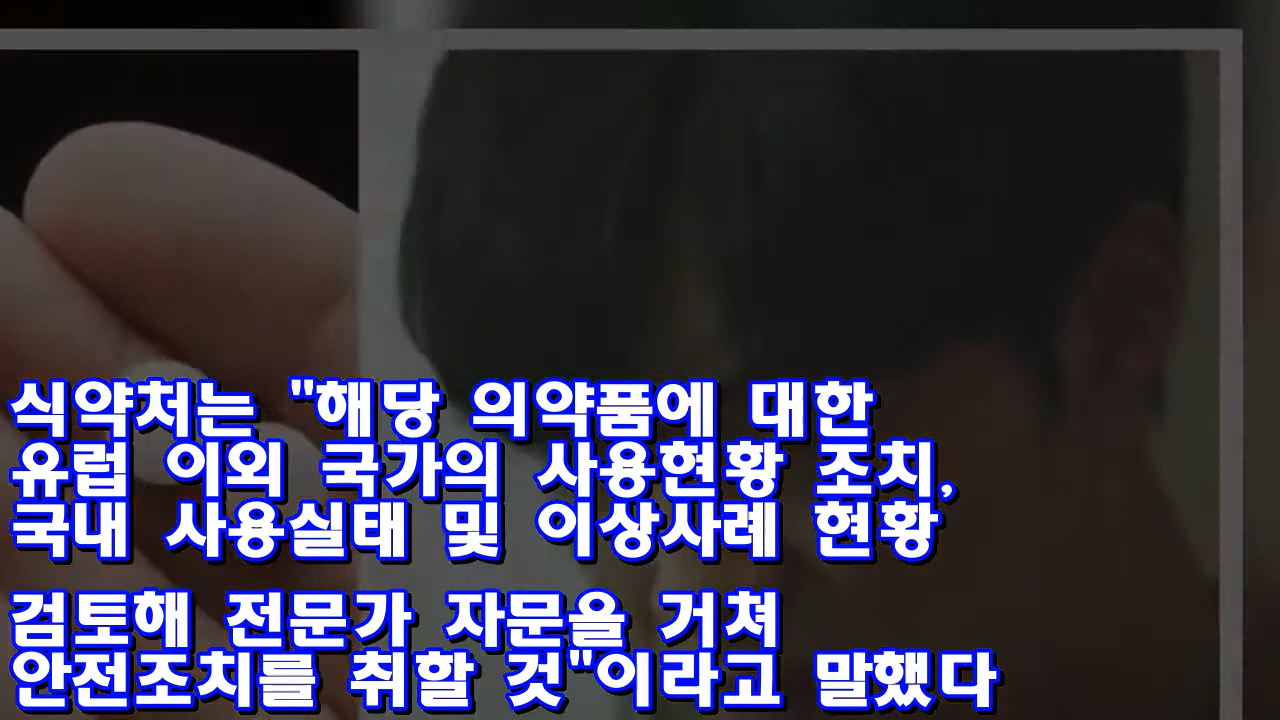 식약처는 "해당 의약품에 대한
유럽 이외 국가의 사용현황 조치,
국내 사용실태 및 이상사례 현황
검토해 전문가 자문을 거쳐
안전조치를 취할 것"이라고 말했다